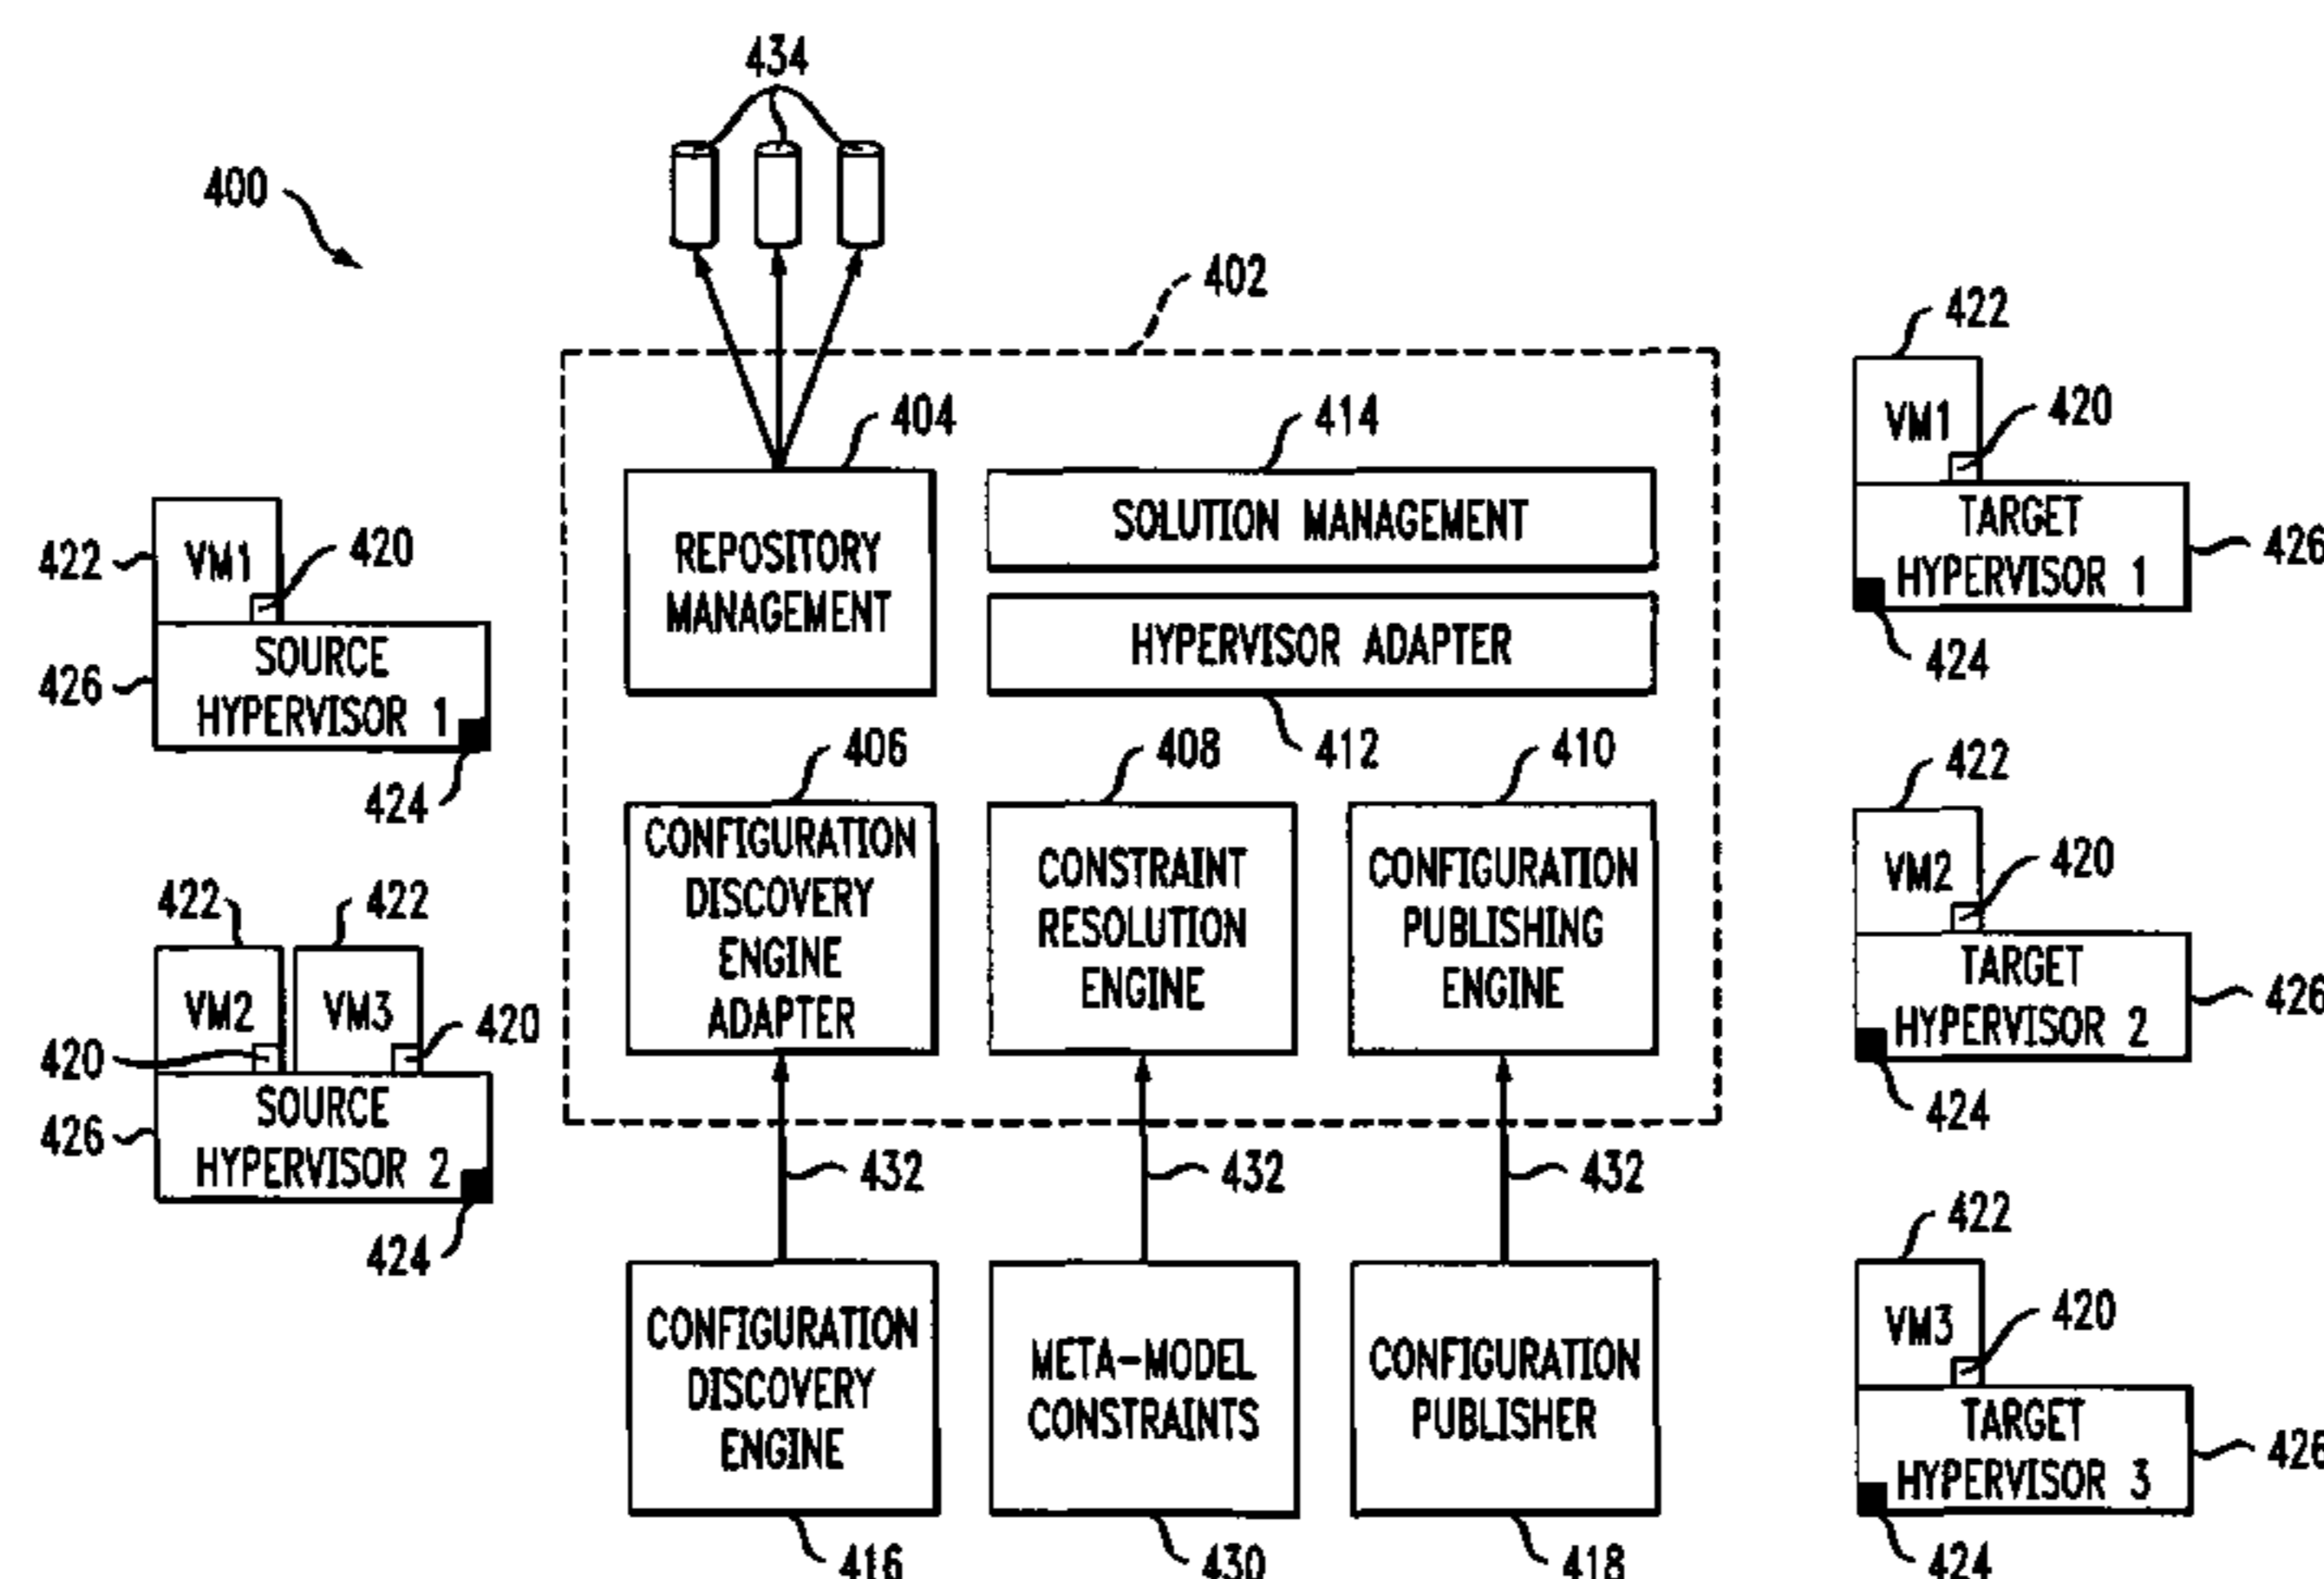 434
400
402
422
404
414
VM1
420
SOLUTION MANAGEMENT
TARGET
HYPERVISOR 1
426
422
VM1
420
REPOSITORY
MANAGEMENT
HYPERVISOR ADAPTER
424
426
SOURCE
HYPERVISOR 1
424
406
408
412
410
422
VM2
420
CONFIGURATION
DISCOVERY
ENGINE
ADAPTER
CONSTRAINT
RESOLUTION
ENGINE
CONFIGURATION
PUBLISHING
ENGINE
TARGET
HYPERVISOR 2
426
424
422
422
VM2
VM3
420
420
426
SOURCE
HYPERVISOR 2
424
432
432
432
422
VM3
420
CONFIGURATION
DISCOVERY
ENGINE
META-MODEL
CONSTRAINTS
CONFIGURATION
PUBLISHER
TARGET
HYPERVISOR 3
426
416
430
418
424